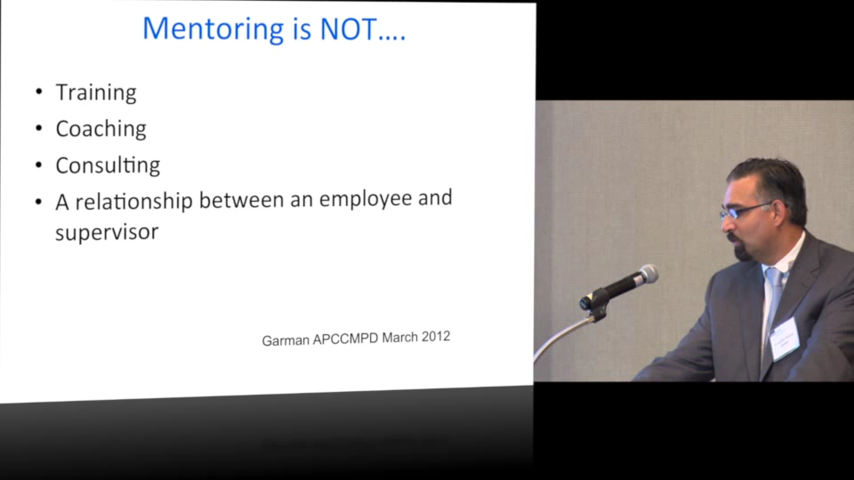 Mentoring is NOT….
• Training
• Coaching
• Consulting
• A relationship between an employee and
supervisor
Garman APCCMPD March 2012